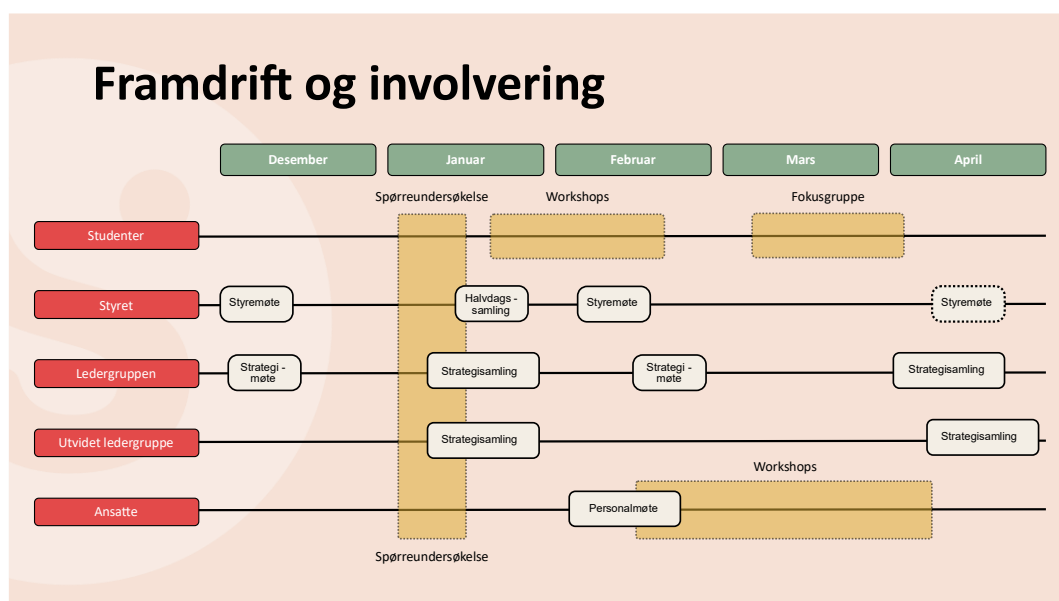 Framdrift og involvering
Desember
Januar
Februar
Mars
April
Spørreundersøkelse
Workshops
Fokusgruppe
Studenter
Styret
Styremøte
Halvdags -
samling
Styremøte
Styremøte
Ledergruppen
Strategi -
møte
Strategisamling
Strategi -
møte
Strategisamling
Utvidet ledergruppe
Strategisamling
Strategisamling
Workshops
Ansatte
Personalmøte
Spørreundersøkelse